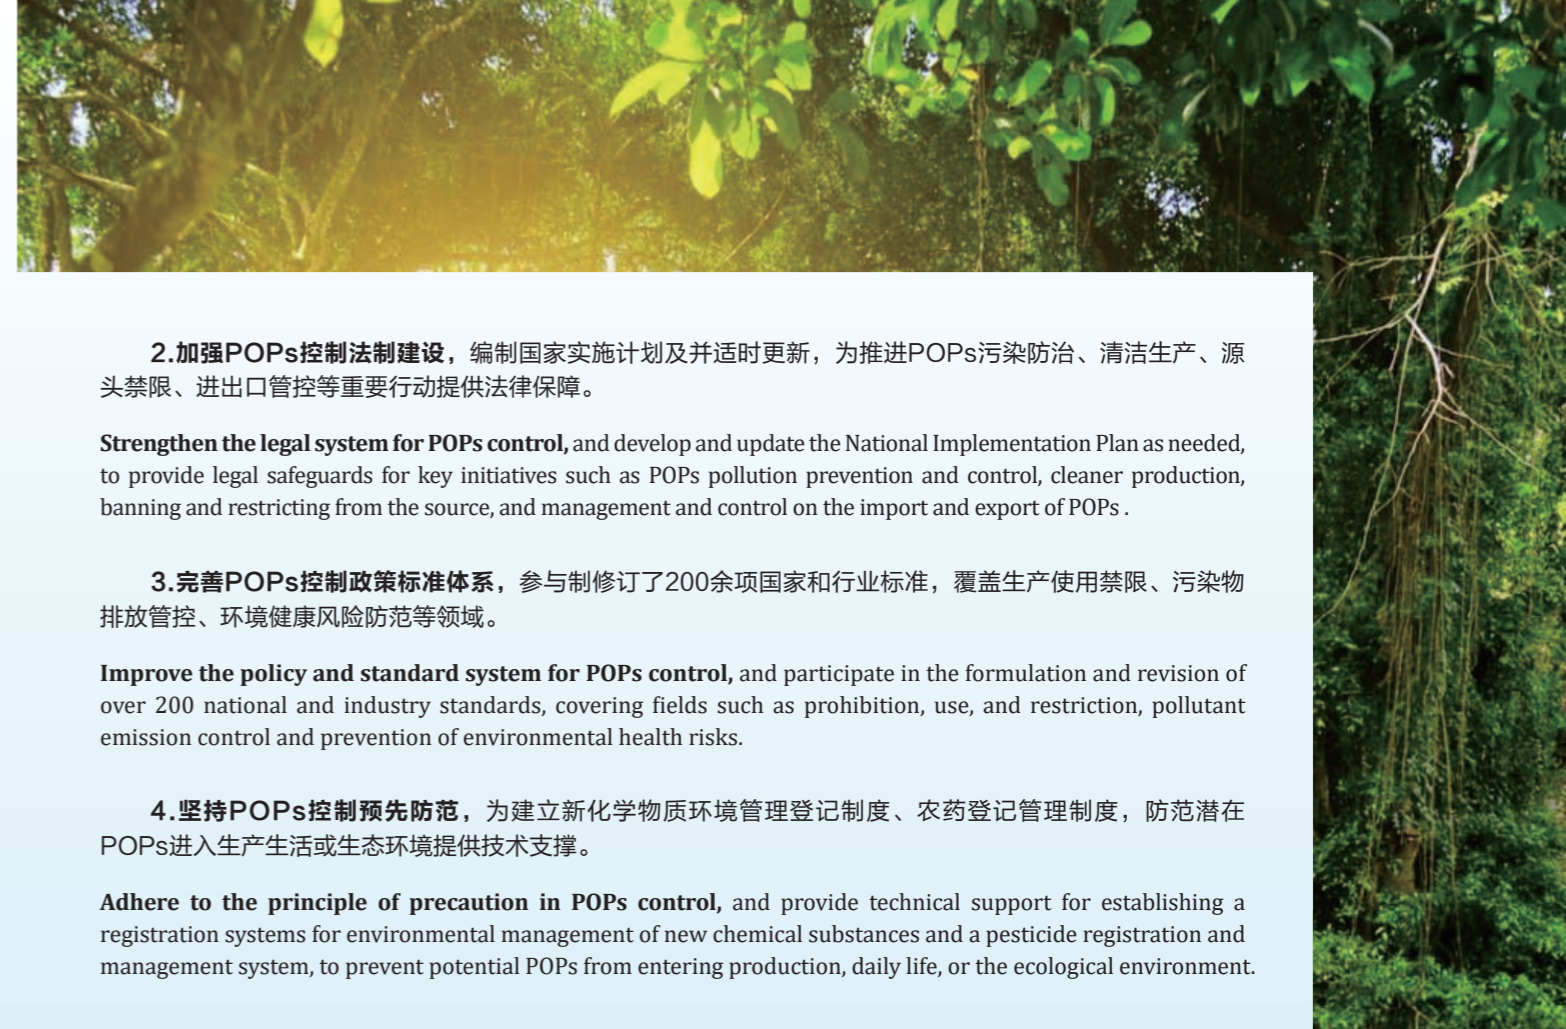 2.加强POPs控制法制建设，编制国家实施计划及并适时更新，为推进POPs污染防治、清洁生产、源
头禁限、进出口管控等重要行动提供法律保障。
Strengthen the legal system for POPs control, and develop and update the National Implementation Plan as needed,
to provide legal safeguards for key initiatives such as POPs pollution prevention and control, cleaner production,
banning and restricting from the source, and management and control on the import and export of POPs .
3.完善POPs控制政策标准体系，参与制修订了200余项国家和行业标准，覆盖生产使用禁限、污染物
排放管控、环境健康风险防范等领域。
Improve the policy and standard system for POPs control, and participate in the formulation and revision of
over 200 national and industry standards, covering fields such as prohibition, use, and restriction, pollutant
emission control and prevention of environmental health risks.
4.坚持POPs控制预先防范，为建立新化学物质环境管理登记制度、农药登记管理制度，防范潜在
POPs进入生产生活或生态环境提供技术支撑。
Adhere to the principle of precaution in POPs control, and provide technical support for establishing a
registration systems for environmental management of new chemical substances and a pesticide registration and
management system, to prevent potential POPs from entering production, daily life, or the ecological environment.